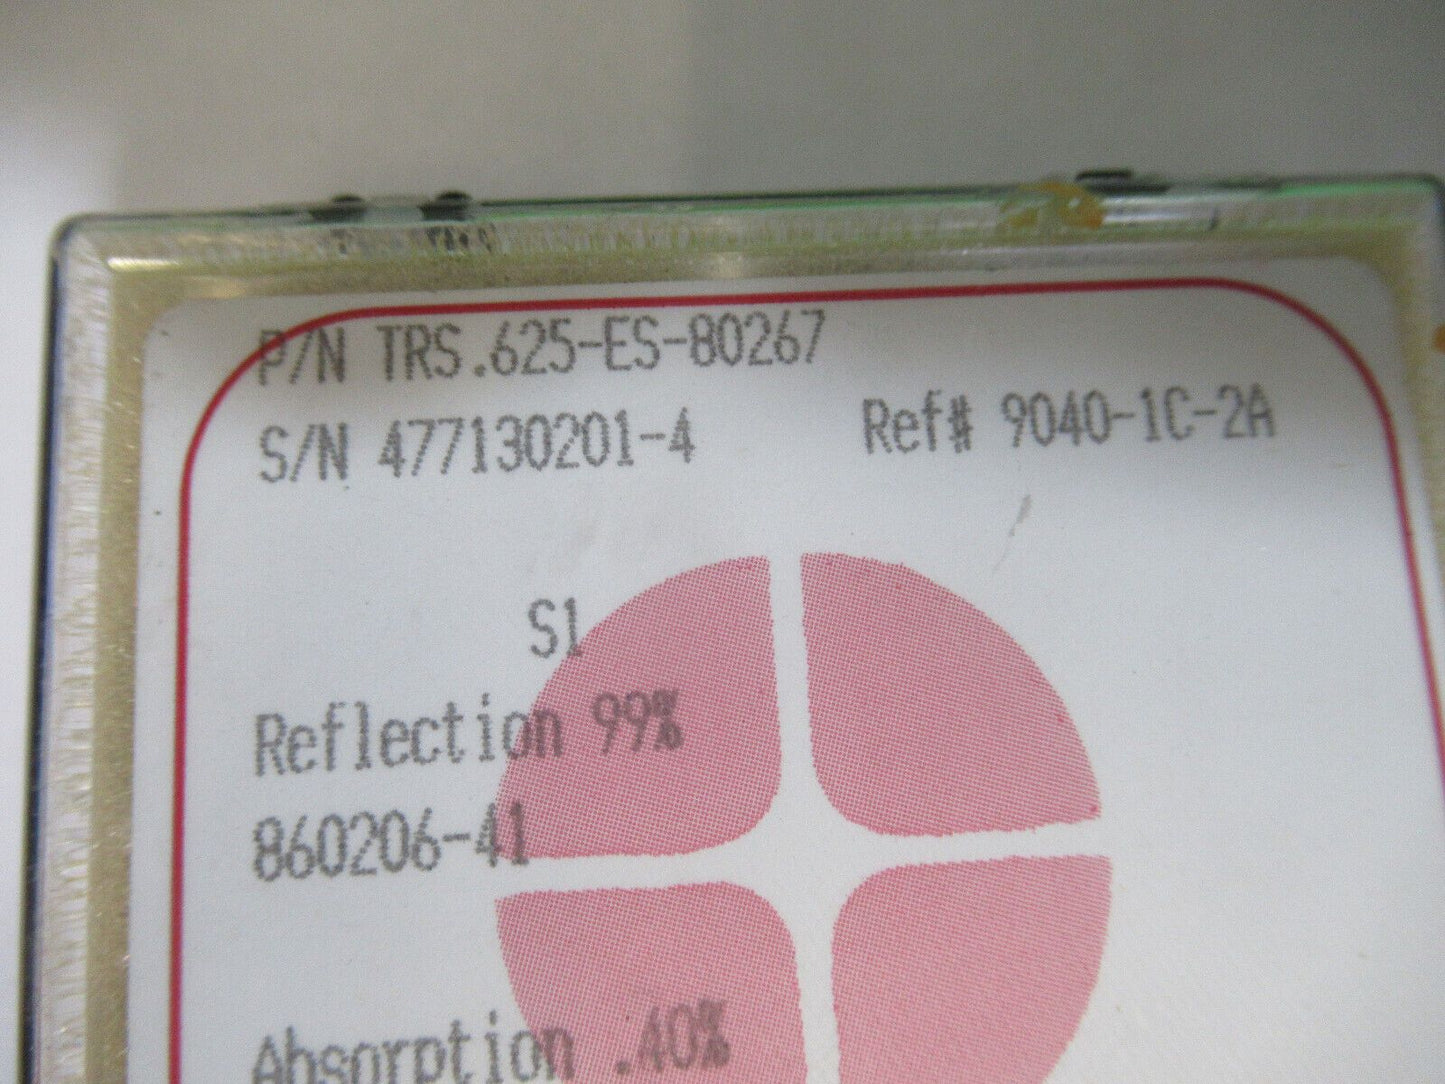 P/N TRS.625-ES-80267
S/N 477130201-4 Ref# 9040-1C-2A
S1
Reflection 99%
860206-41
Absorption .40%